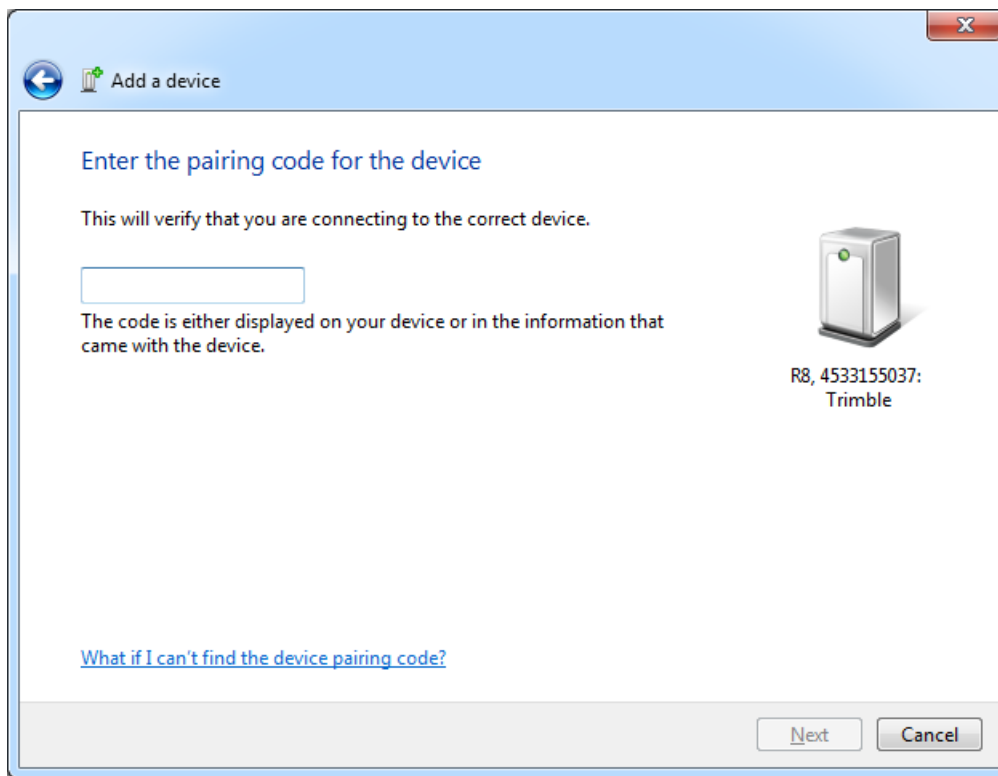 Add a device
Enter the pairing code for the device
This will verify that you are connecting to the correct device.
The code is either displayed on your device or in the information that
came with the device.
R8, 4533155037:
Trimble
What if I can't find the device pairing code?
Next
Cancel